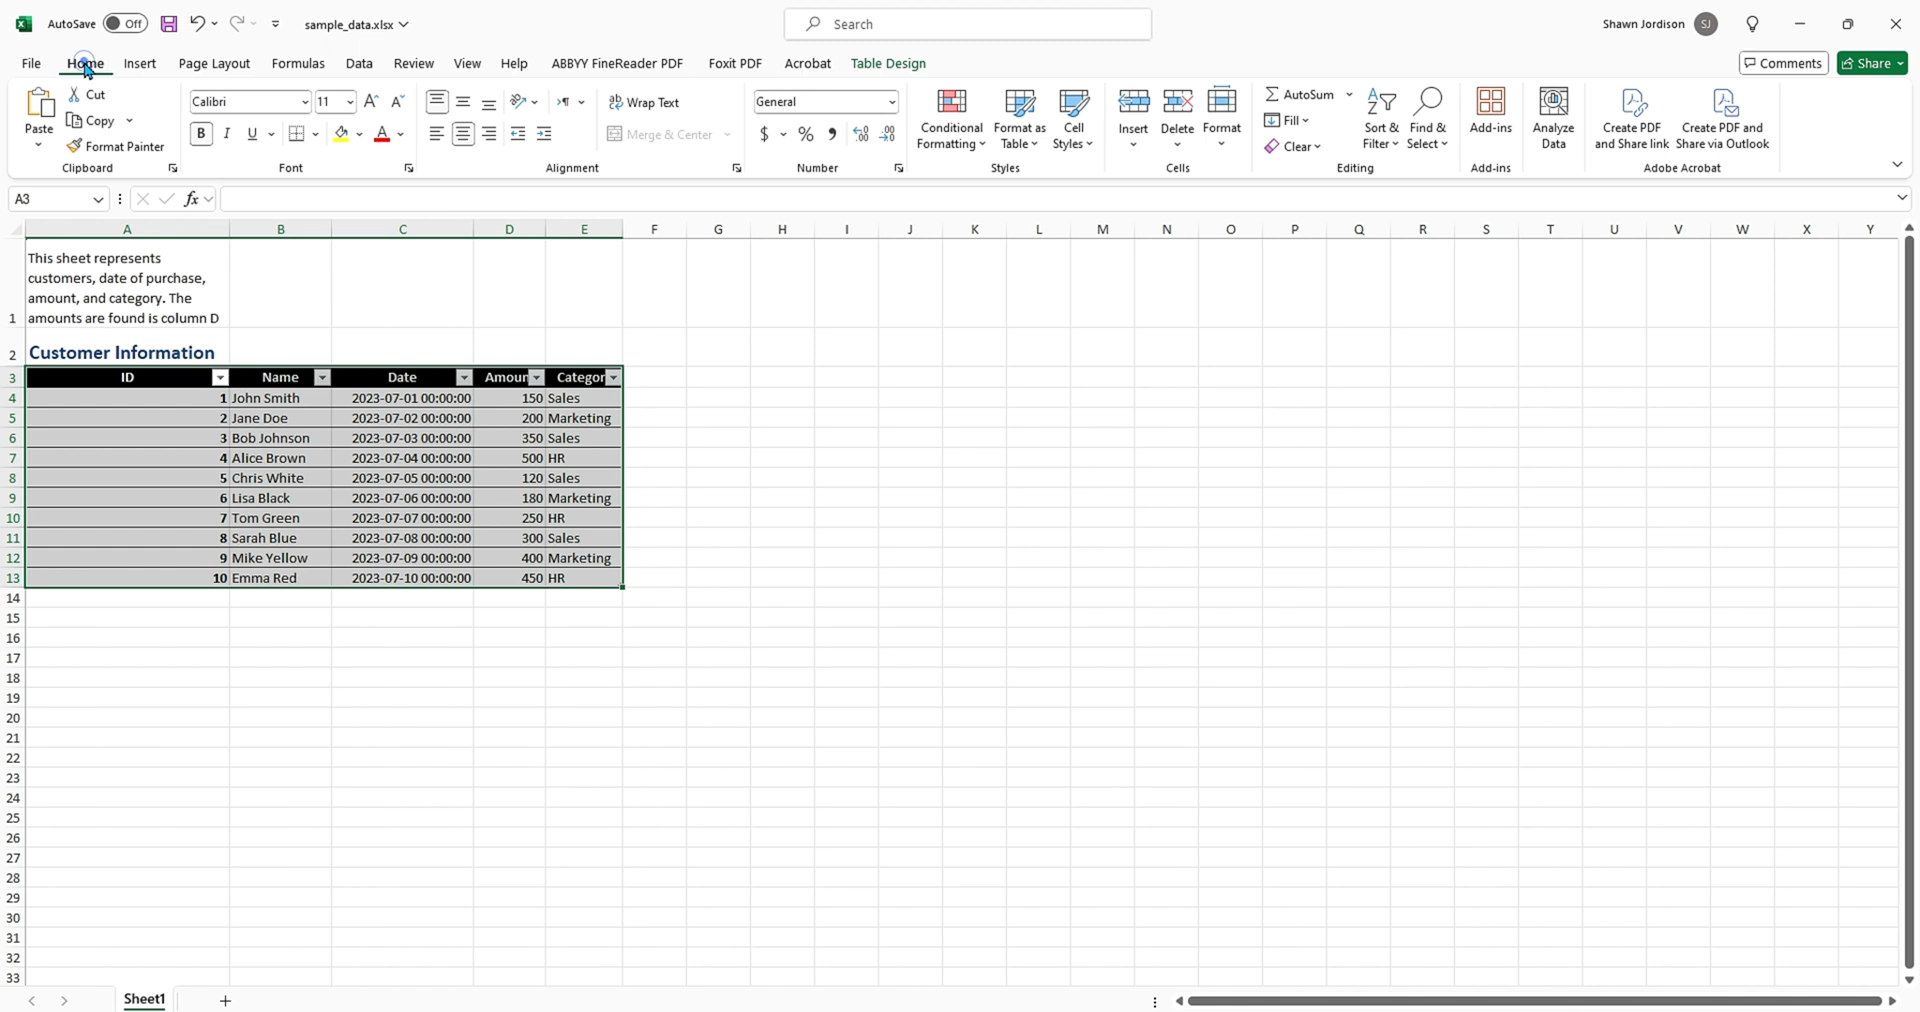 AutoSave Off sample_data.xlsx Search Shawn Jordison SJ
File Home Insert Page Layout Formulas Data Review View Help ABBYY FineReader PDF Foxit PDF Acrobat Table Design Comments Share
Paste Cut Copy Format Painter
Clipboard
Calibri 11
B I U A
Font
Wrap Text
Merge & Center
Alignment
General
$ % 9
Number
Conditional Formatting Format as Table Cell Styles
Styles
Insert Delete Format
Cells
AutoSum Fill Clear Sort & Filter Find & Select
Editing
Add-ins
Add-ins
Analyze Data
Create PDF and Share link Create PDF and Share via Outlook
Adobe Acrobat
A3 fx
A B C D E F G H I J K L M N O P Q R S T U V W X Y
This sheet represents
customers, date of purchase,
amount, and category. The
1 amounts are found is column D
2 Customer Information
3 ID Name Date Amoun Categor
4 1 John Smith 2023-07-01 00:00:00 150 Sales
5 2 Jane Doe 2023-07-02 00:00:00 200 Marketing
6 3 Bob Johnson 2023-07-03 00:00:00 350 Sales
7 4 Alice Brown 2023-07-04 00:00:00 500 HR
8 5 Chris White 2023-07-05 00:00:00 120 Sales
9 6 Lisa Black 2023-07-06 00:00:00 180 Marketing
10 7 Tom Green 2023-07-07 00:00:00 250 HR
11 8 Sarah Blue 2023-07-08 00:00:00 300 Sales
12 9 Mike Yellow 2023-07-09 00:00:00 400 Marketing
13 10 Emma Red 2023-07-10 00:00:00 450 HR
14
15
16
17
18
19
20
21
22
23
24
25
26
27
28
29
30
31
32
33
Sheet1